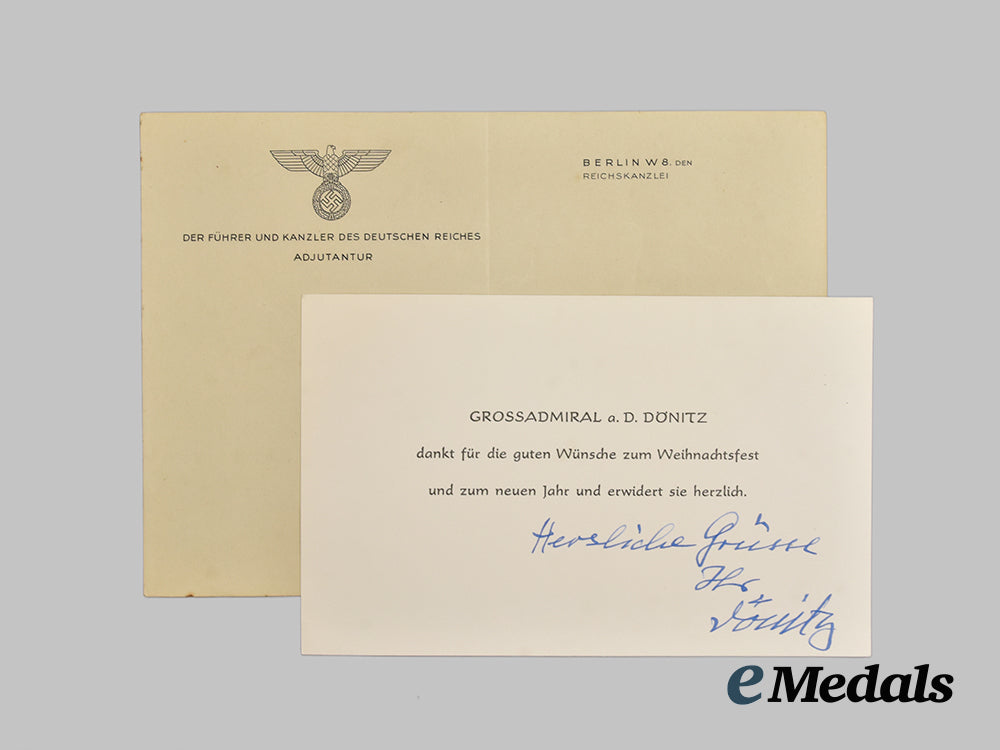 BERLIN W 8. DEN
REICHSKANZLEI
DER FÜHRER UND KANZLER DES DEUTSCHEN REICHES
ADJUTANTUR
GROSSADMIRAL a. D. DÖNITZ
dankt für die guten Wünsche zum Weihnachtsfest
und zum neuen Jahr und erwidert sie herzlich.
Herzliche Grüsse
Ihr
Dönitz
eMedals